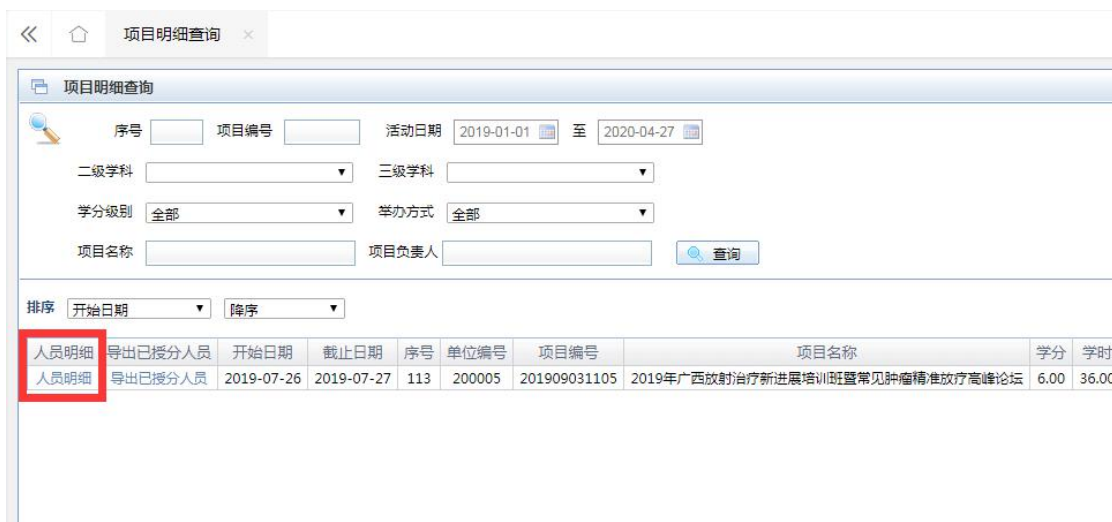 项目明细查询
项目明细查询
序号 项目编号 活动日期 2019-01-01 至 2020-04-27
二级学科 三级学科
学分级别 全部 举办方式 全部
项目名称 项目负责人 查询
排序 开始日期 降序
人员明细 导出已授分人员 开始日期 截止日期 序号 单位编号 项目编号 项目名称 学分 学时
人员明细 导出已授分人员 2019-07-26 2019-07-27 113 200005 201909031105 2019年广西放射治疗新进展培训班暨常见肿瘤精准放疗高峰论坛 6.00 36.00